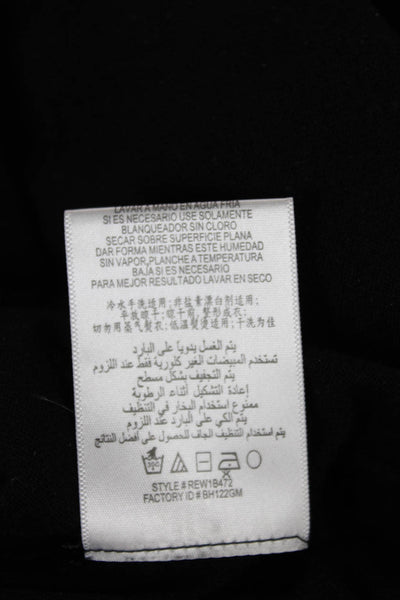 LAVAR A MANO EN AGUA FRIA
SI ES NECESARIO USE SOLAMENTE
BLANQUEADOR SIN CLORO
SECAR SOBRE SUPERFICIE PLANA
DAR FORMA MIENTRAS ESTE HUMEDAD
SIN VAPOR, PLANCHE A TEMPERATURA
BAJA SI ES NECESARIO
PARA MEJOR RESULTADO LAVAR EN SECO
冷水手洗适用; 非盐素漂白剂适用;
平放晾干; 晾干前, 整形成衣;
切勿用蒸气熨衣; 低温熨烫适用; 干洗为佳
يتم الغسل يدويا على البارد
تستخدم المبيضات الغير كلورية فقط عند اللزوم
يتم التجفيف بشكل مسطح
إعادة التشكيل أثناء الرطوبة
ممنوع استخدام البخار في التنظيف
يتم الكي على البارد عند اللزوم
يتم استخدام التنظيف الجاف للحصول على أفضل النتائج
STYLE # REW1B472
FACTORY ID # BH122GM